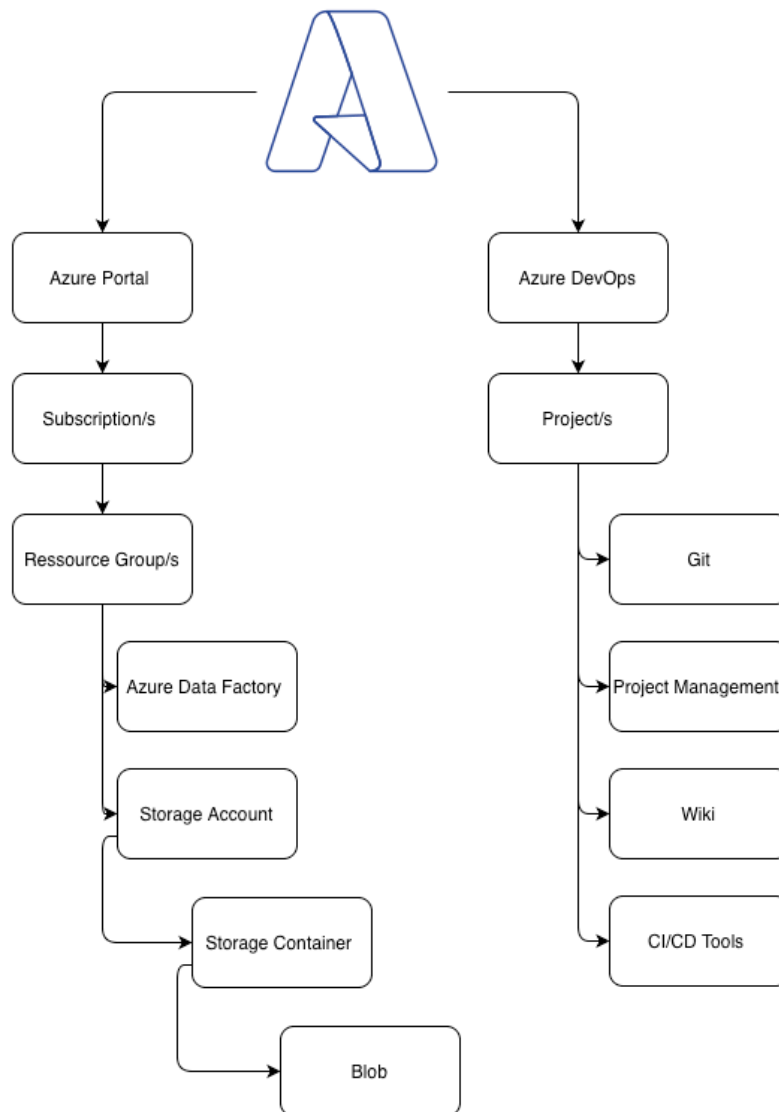 Azure Portal
Azure DevOps
Subscription/s
Project/s
Ressource Group/s
Git
Azure Data Factory
Project Management
Storage Account
Wiki
Storage Container
CI/CD Tools
Blob